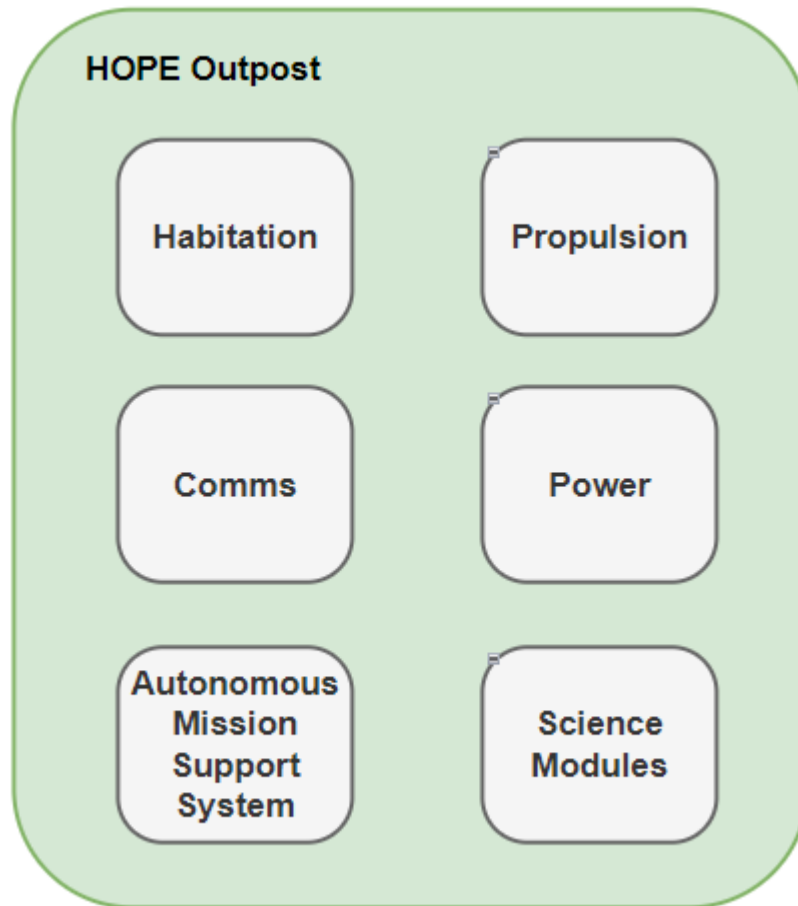 HOPE Outpost
Habitation
Propulsion
Comms
Power
Autonomous
Mission
Support
System
Science
Modules